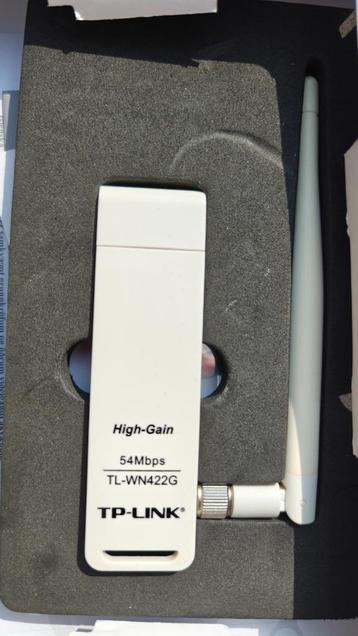 High-Gain
54Mbps
TL-WN422G
TP-LINK®